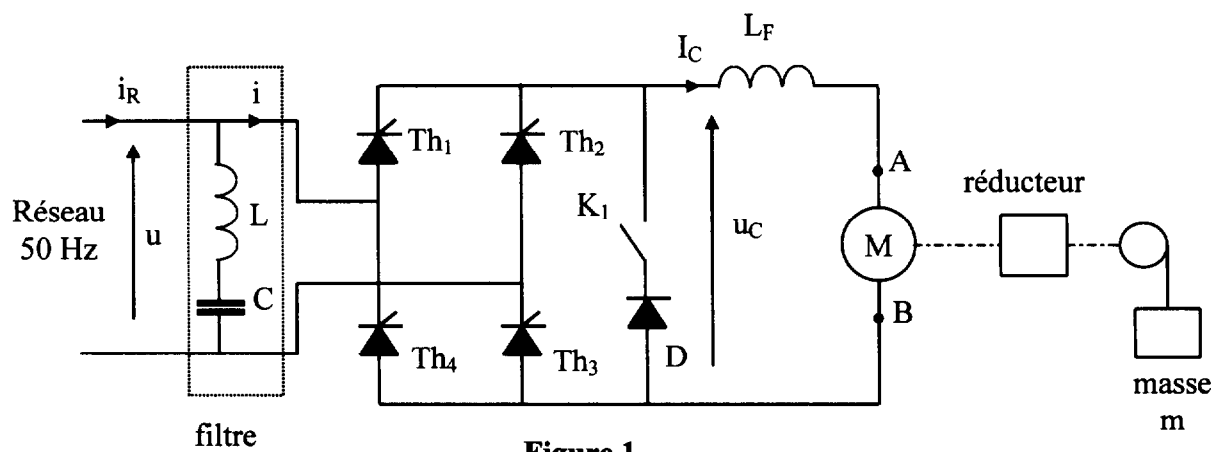 L_F
I_C
i_R
i
Th_1
Th_2
A
réducteur
Réseau
50 Hz
u
L
K_1
u_C
M
C
B
Th_4
Th_3
D
masse
m
filtre
Figure 1